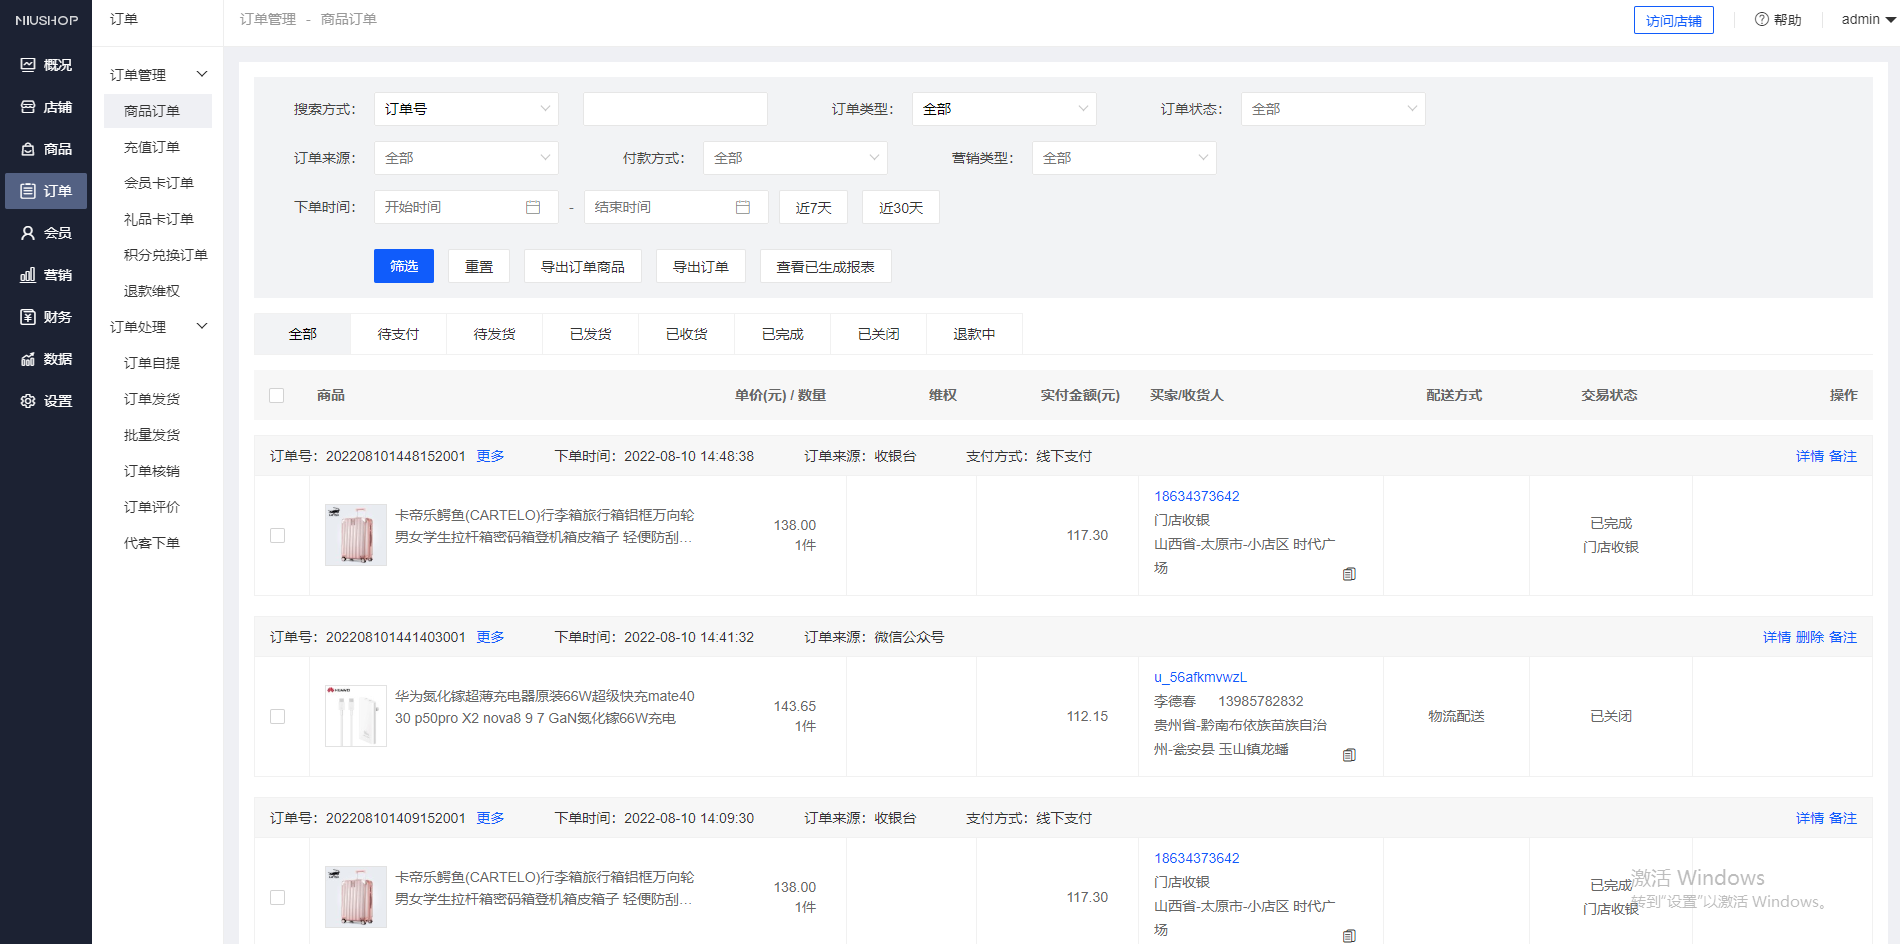 NIUSHOP
概况
店铺
商品
订单
会员
营销
财务
数据
设置
订单
订单管理
商品订单
充值订单
会员卡订单
礼品卡订单
积分兑换订单
退款维权
订单处理
订单自提
订单发货
批量发货
订单核销
订单评价
代客下单
订单管理 - 商品订单
访问店铺 帮助 admin
搜索方式： 订单号 订单类型： 全部 订单状态： 全部
订单来源： 全部 付款方式： 全部 营销类型： 全部
下单时间： 开始时间 - 结束时间 近7天 近30天
筛选 重置 导出订单商品 导出订单 查看已生成报表
全部 待支付 待发货 已发货 已收货 已完成 已关闭 退款中
商品 单价(元) / 数量 维权 实付金额(元) 买家/收货人 配送方式 交易状态 操作
订单号：202208101448152001 更多 下单时间：2022-08-10 14:48:38 订单来源：收银台 支付方式：线下支付 详情 备注
卡帝乐鳄鱼(CARTELO)行李箱旅行箱铝框万向轮
男女学生拉杆箱密码箱登机箱皮箱子 轻便防刮...
138.00
1件
117.30
18634373642
门店收银
山西省-太原市-小店区 时代广
场
已完成
门店收银
订单号：202208101441403001 更多 下单时间：2022-08-10 14:41:32 订单来源：微信公众号 详情 删除 备注
HUAWEI
华为氮化镓超薄充电器原装66W超级快充mate40
30 p50pro X2 nova8 9 7 GaN氮化镓66W充电
143.65
1件
112.15
u_56afkmvwzL
李德春 13985782832
贵州省-黔南布依族苗族自治
州-瓮安县 玉山镇龙蟠
物流配送
已关闭
订单号：202208101409152001 更多 下单时间：2022-08-10 14:09:30 订单来源：收银台 支付方式：线下支付 详情 备注
卡帝乐鳄鱼(CARTELO)行李箱旅行箱铝框万向轮
男女学生拉杆箱密码箱登机箱皮箱子 轻便防刮...
138.00
1件
117.30
18634373642
门店收银
山西省-太原市-小店区 时代广
场
已完成
门店收银
激活 Windows
转到"设置"以激活 Windows。